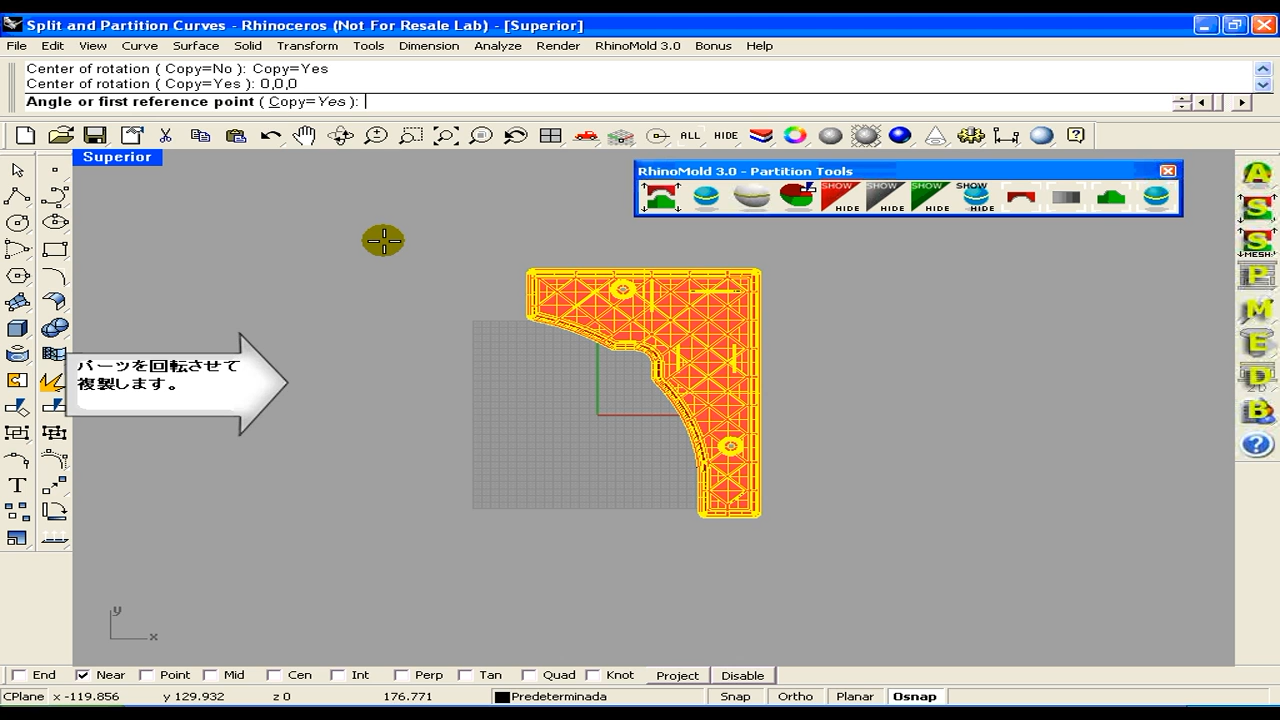 Split and Partition Curves - Rhinoceros (Not For Resale Lab) - [Superior]
File Edit View Curve Surface Solid Transform Tools Dimension Analyze Render RhinoMold 3.0 Bonus Help
Center of rotation ( Copy=No ): Copy=Yes
Center of rotation ( Copy=Yes ): 0,0,0
Angle or first reference point ( Copy=Yes ):
ALL HIDE
Superior
RhinoMold 3.0 - Partition Tools
SHOW SHOW SHOW SHOW
HIDE HIDE HIDE HIDE
A
S
S
MESH
P
M
E
D
2D
B
パーツを回転させて
複製します。
T
y
x
End Near Point Mid Cen Int Perp Tan Quad Knot Project Disable
CPlane x -119.856 y 129.932 z 0 176.771 Predeterminada Snap Ortho Planar Osnap